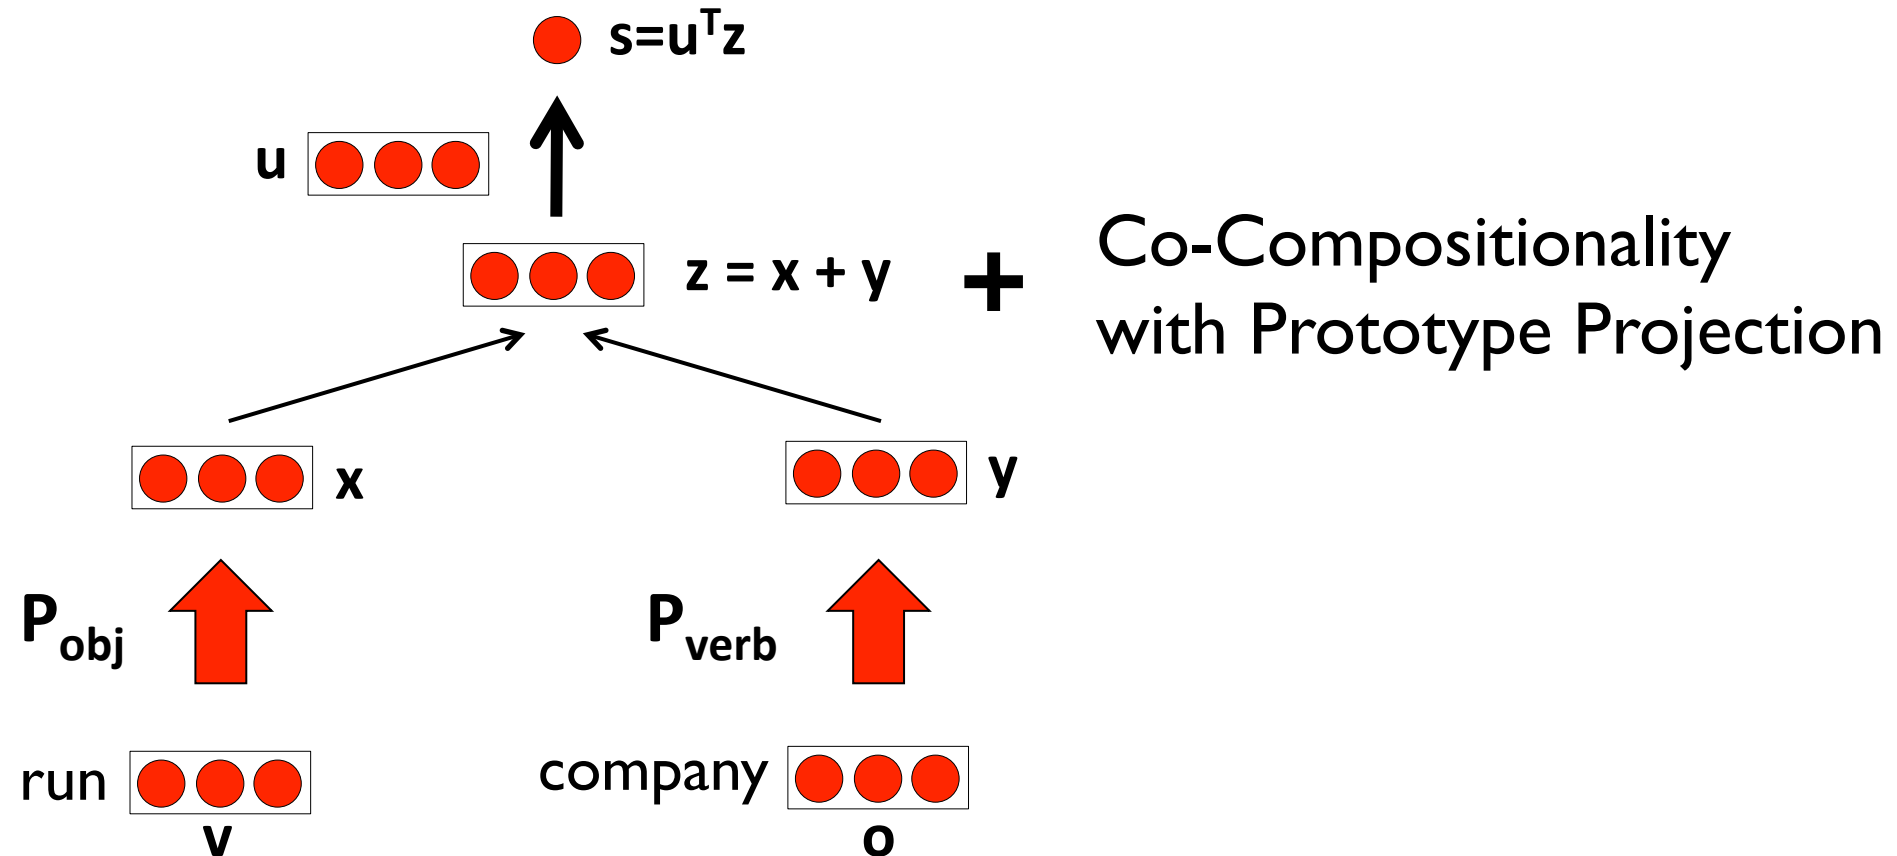 s=uᵀz
u
z = x + y
+
Co-Compositionality
with Prototype Projection
x
y
P_obj
P_verb
run
company
v
o